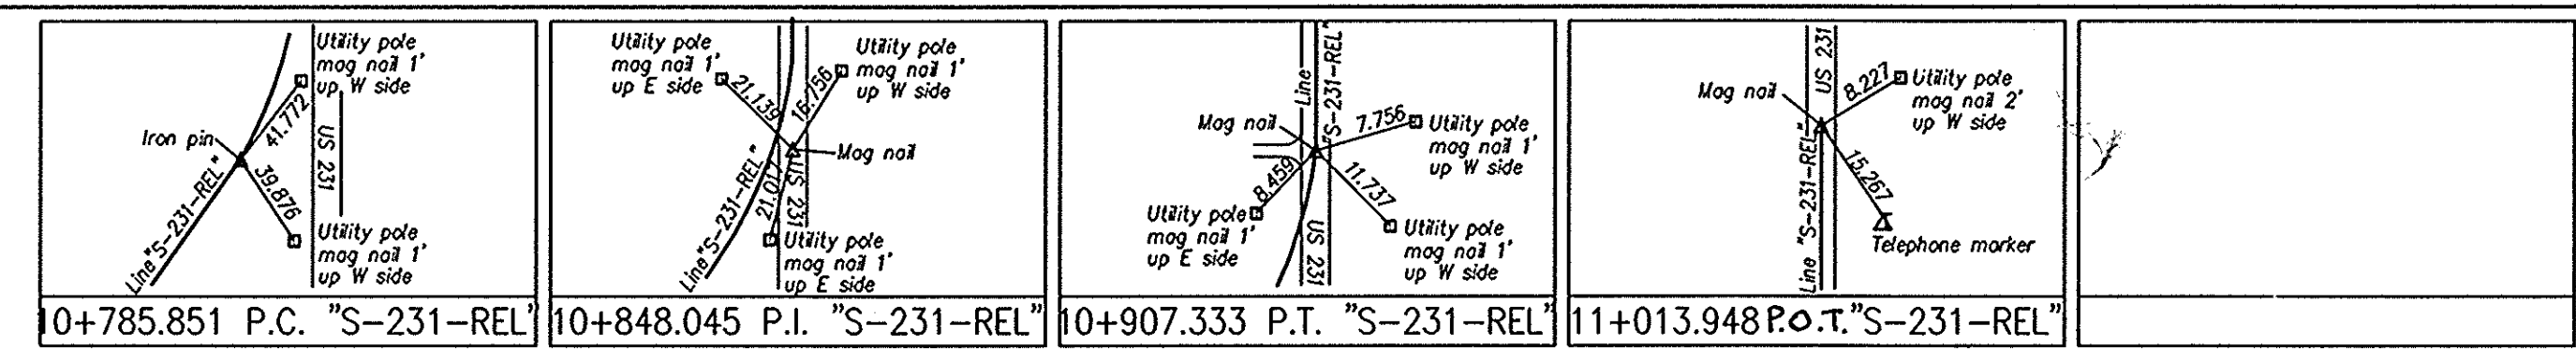 Utility pole
mag nail 1'
up W side
41.772
Iron pin
US 231
39.876
Line "S-231-REL"
Utility pole
mag nail 1'
up W side
10+785.851 P.C. "S-231-REL"
Utility pole
mag nail 1'
up E side
21.139
16.756
Utility pole
mag nail 1'
up W side
Mag nail
Line "S-231-REL"
21.017
US 231
Utility pole
mag nail 1'
up E side
10+848.045 P.I. "S-231-REL"
Line
"S-231-REL"
Mag nail
7.756
Utility pole
mag nail 1'
up W side
8.459
11.737
Utility pole
mag nail 1'
up E side
US 231
Utility pole
mag nail 1'
up W side
10+907.333 P.T. "S-231-REL"
US 231
Mag nail
8.227
Utility pole
mag nail 2'
up W side
Line "S-231-REL"
15.267
Telephone marker
11+013.948 P.O.T. "S-231-REL"